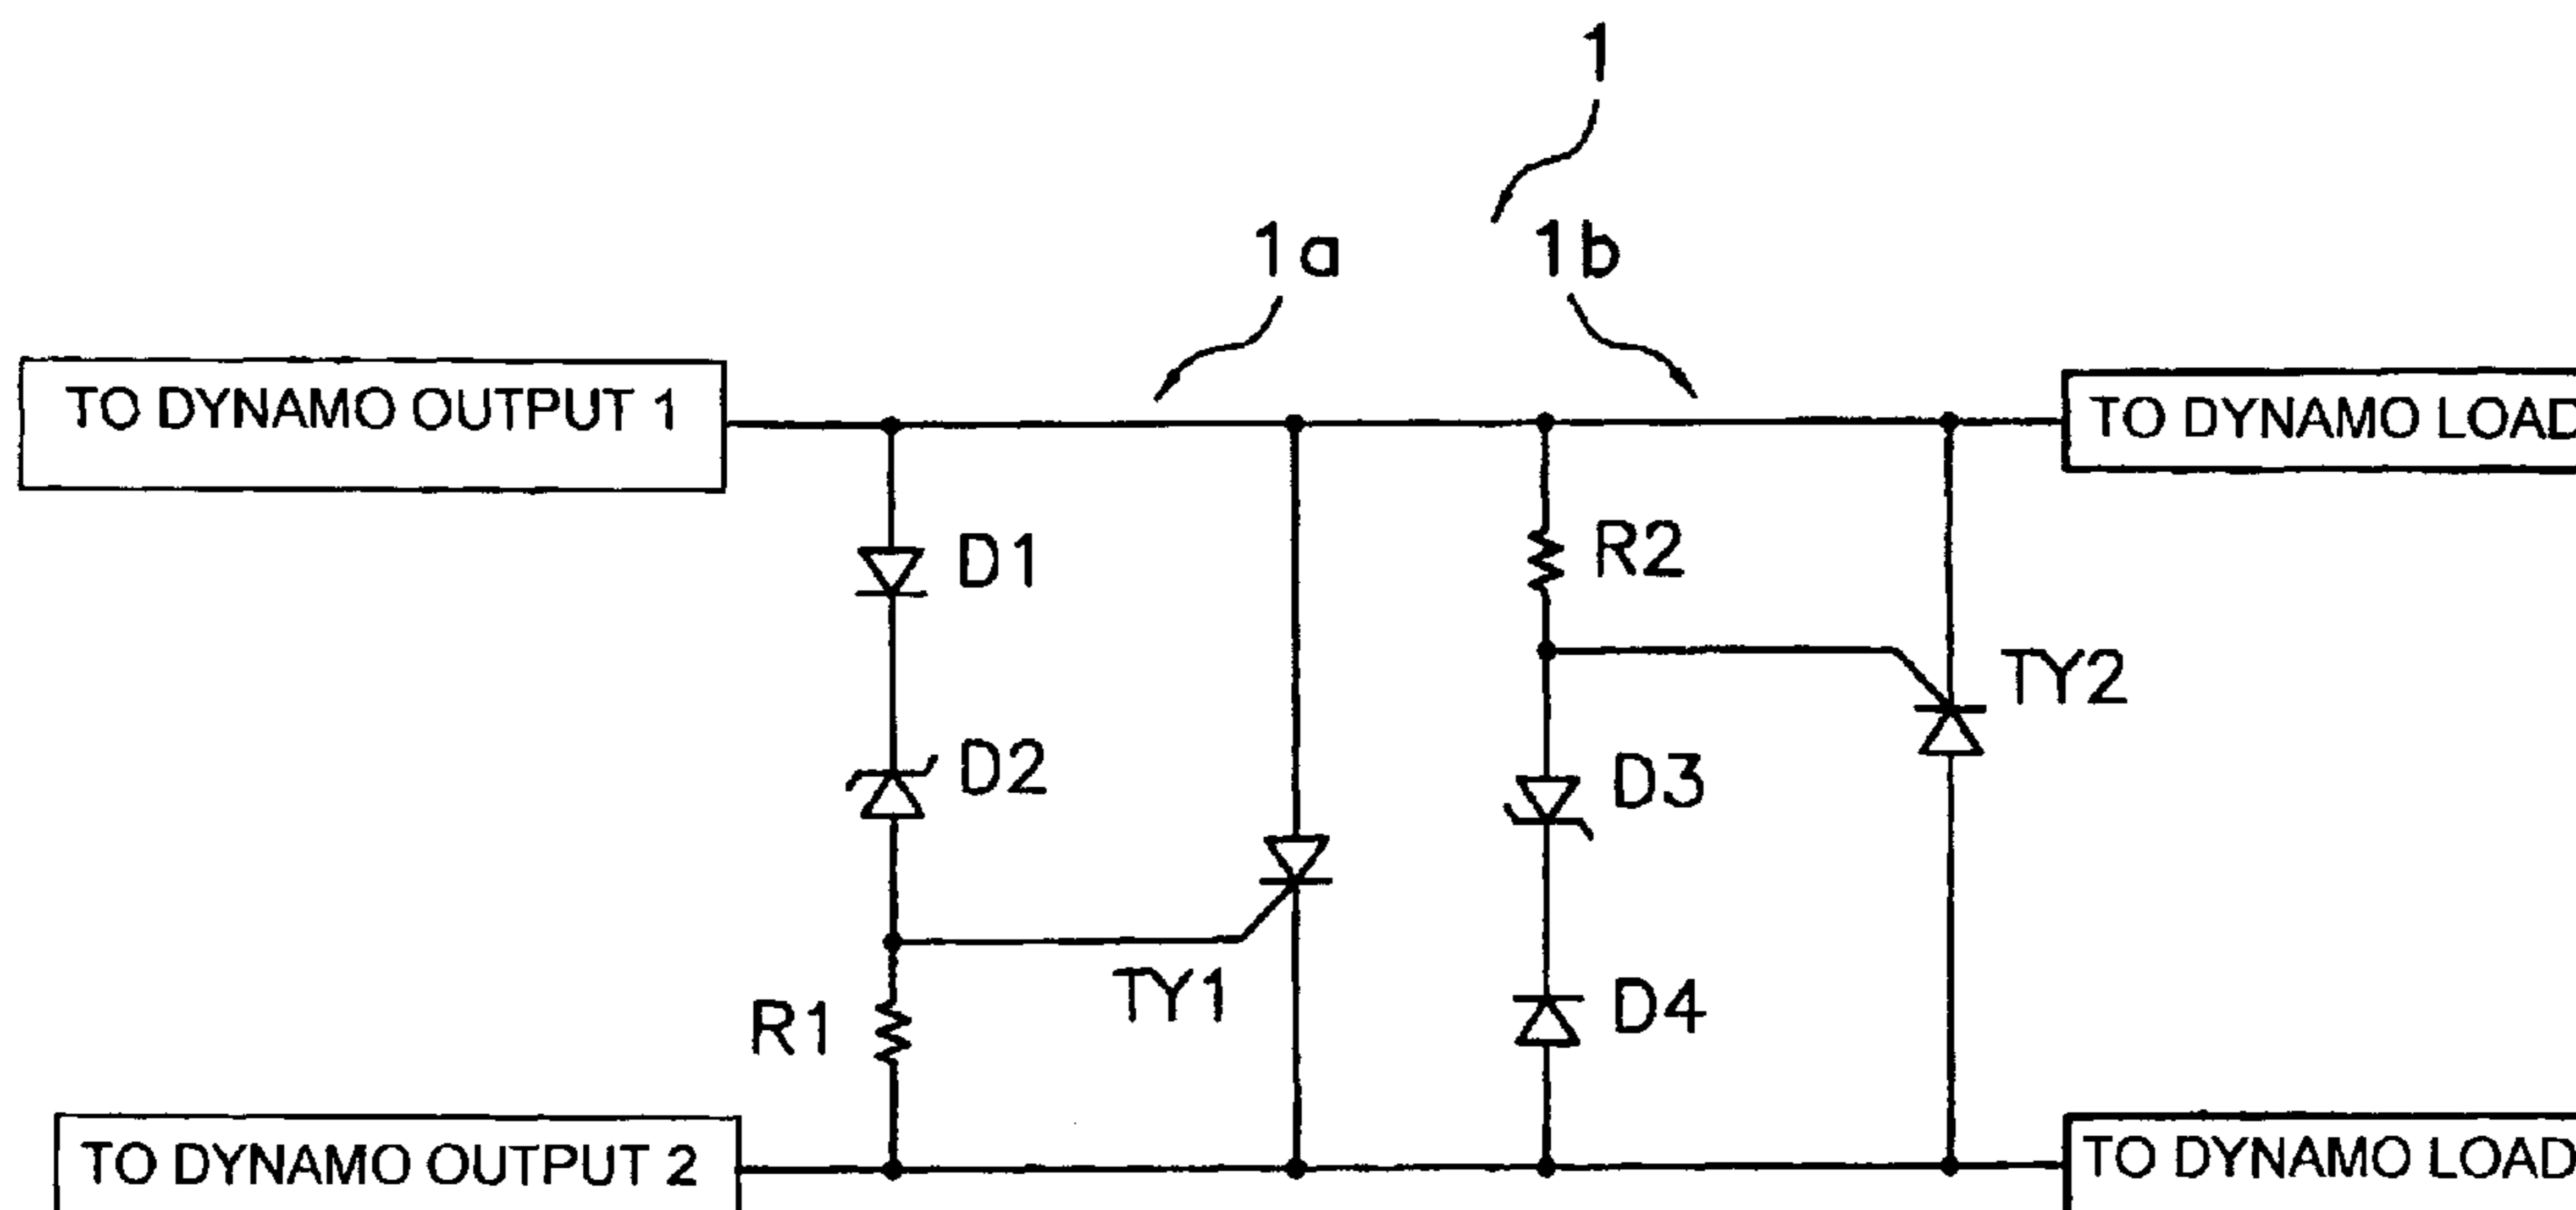 1
1a
1b
TO DYNAMO OUTPUT 1
TO DYNAMO LOAD
D1
R2
TY2
D2
D3
TY1
R1
D4
TO DYNAMO OUTPUT 2
TO DYNAMO LOAD